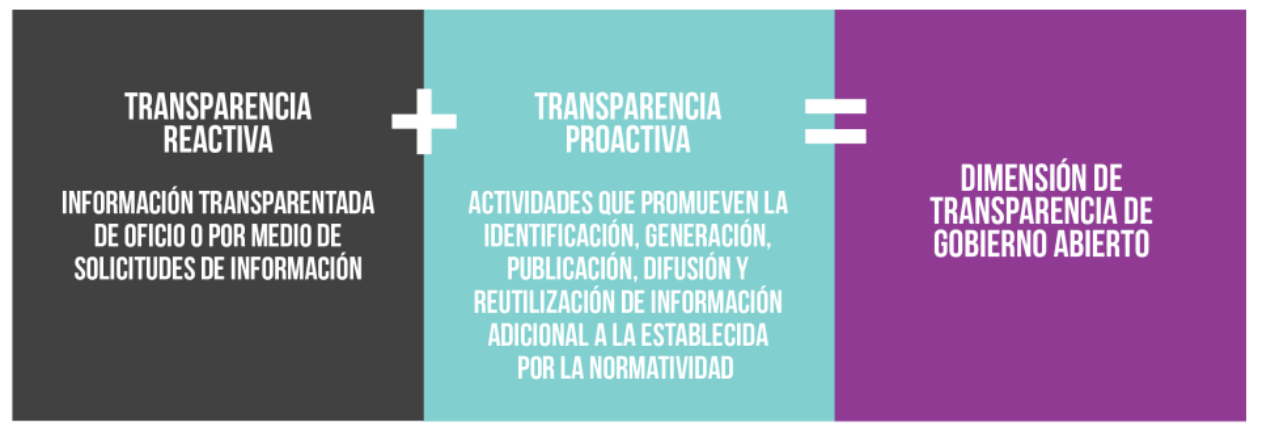 TRANSPARENCIA
REACTIVA
INFORMACIÓN TRANSPARENTADA
DE OFICIO O POR MEDIO DE
SOLICITUDES DE INFORMACIÓN
+
TRANSPARENCIA
PROACTIVA
ACTIVIDADES QUE PROMUEVEN LA
IDENTIFICACIÓN, GENERACIÓN,
PUBLICACIÓN, DIFUSIÓN Y
REUTILIZACIÓN DE INFORMACIÓN
ADICIONAL A LA ESTABLECIDA
POR LA NORMATIVIDAD
=
DIMENSIÓN DE
TRANSPARENCIA DE
GOBIERNO ABIERTO